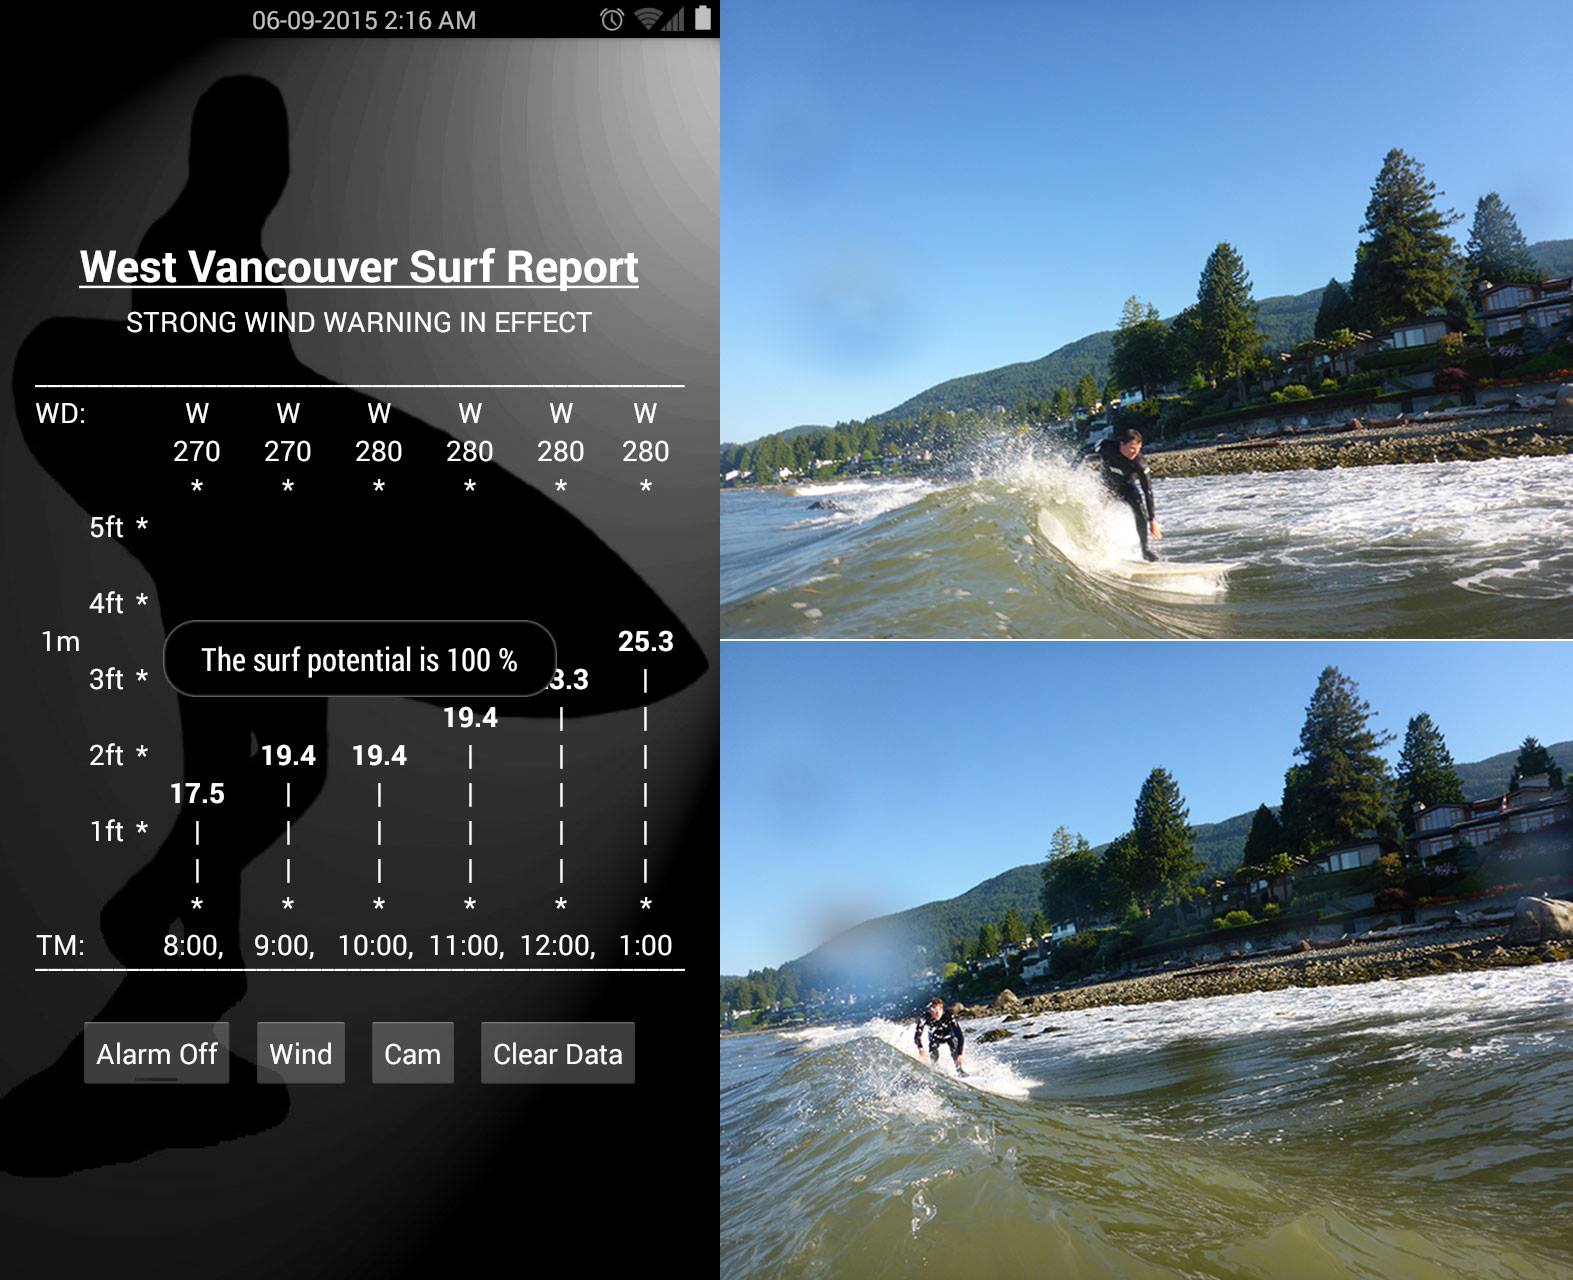 06-09-2015 2:16 AM
West Vancouver Surf Report
STRONG WIND WARNING IN EFFECT
WD: W W W W W W
270 270 280 280 280 280
* * * * * *
5ft *
4ft *
1m 25.3
The surf potential is 100 %
3ft * 3.3 |
19.4 | |
2ft * 19.4 19.4 | | |
17.5 | | | | |
1ft * | | | | | |
| | | | | |
* * * * * *
TM: 8:00, 9:00, 10:00, 11:00, 12:00, 1:00
Alarm Off Wind Cam Clear Data